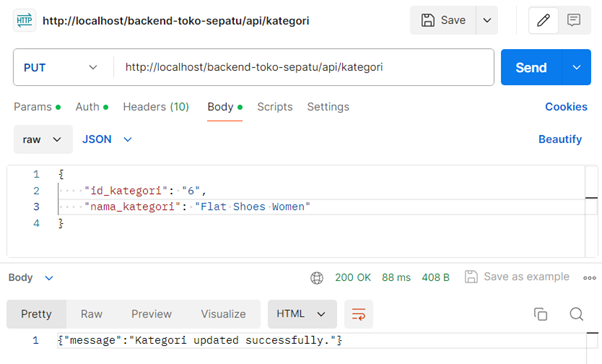 HTTP http://localhost/backend-toko-sepatu/api/kategori Save
PUT http://localhost/backend-toko-sepatu/api/kategori Send
Params Auth Headers (10) Body Scripts Settings Cookies
raw JSON Beautify
1 {
2 "id_kategori": "6",
3 "nama_kategori": "Flat Shoes Women"
4 }
Body 200 OK 88 ms 408 B Save as example
Pretty Raw Preview Visualize HTML
1 {"message":"Kategori updated successfully."}